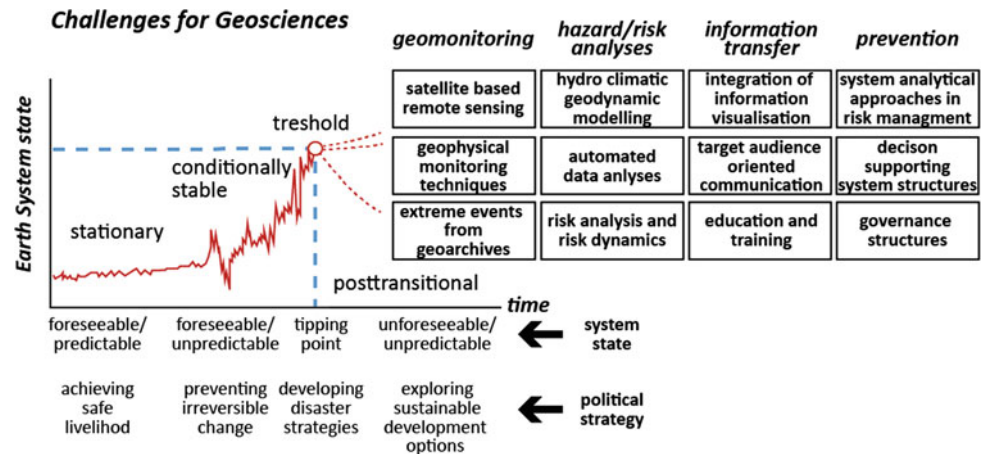 Challenges for Geosciences
geomonitoring
hazard/risk
analyses
information
transfer
prevention
satellite based
remote sensing
hydro climatic
geodynamic
modelling
integration of
information
visualisation
system analytical
approaches in
risk managment
geophysical
monitoring
techniques
automated
data anlyses
target audience
oriented
communication
decison
supporting
system structures
extreme events
from
geoarchives
risk analysis and
risk dynamics
education and
training
governance
structures
Earth System state
treshold
conditionally
stable
stationary
posttransitional
time
foreseeable/
predictable
foreseeable/
unpredictable
tipping
point
unforeseeable/
unpredictable
system
state
achieving
safe
livelihod
preventing
irreversible
change
developing
disaster
strategies
exploring
sustainable
development
options
political
strategy